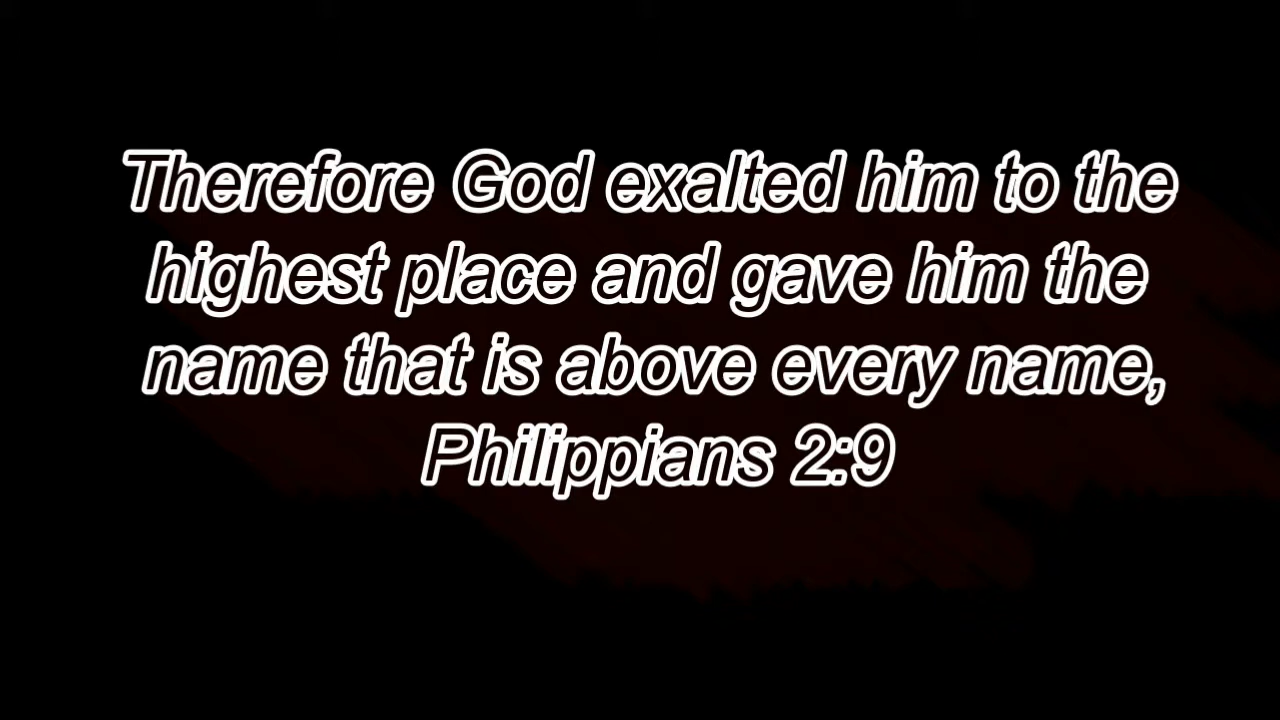 Therefore God exalted him to the
highest place and gave him the
name that is above every name,
Philippians 2:9